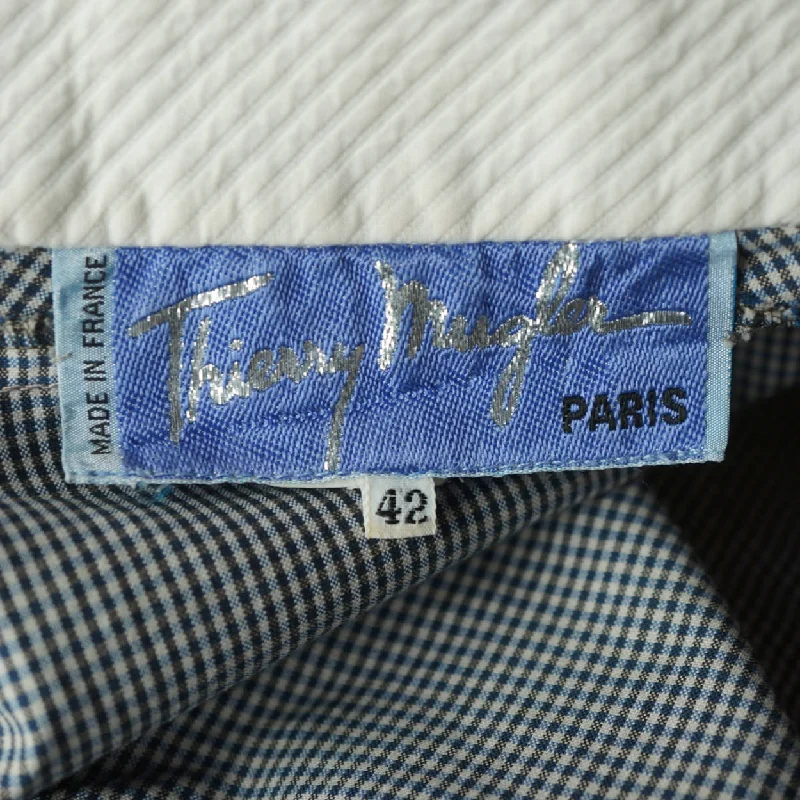 MADE IN FRANCE
Thierry Mugler
PARIS
42